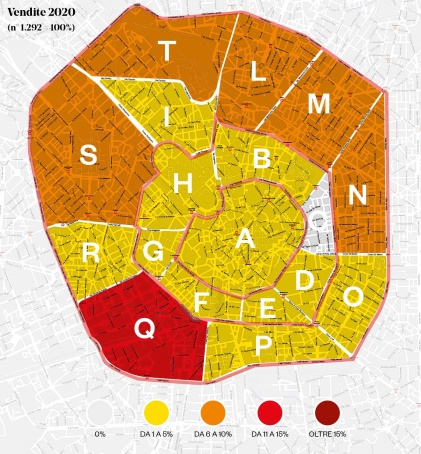 Vendite 2020
(n° 1.292 - 100%)
T
L
M
I
S
B
H
N
C
A
R
G
D
O
F
E
Q
P
0%
DA 1 A 5%
DA 6 A 10%
DA 11 A 15%
OLTRE 15%